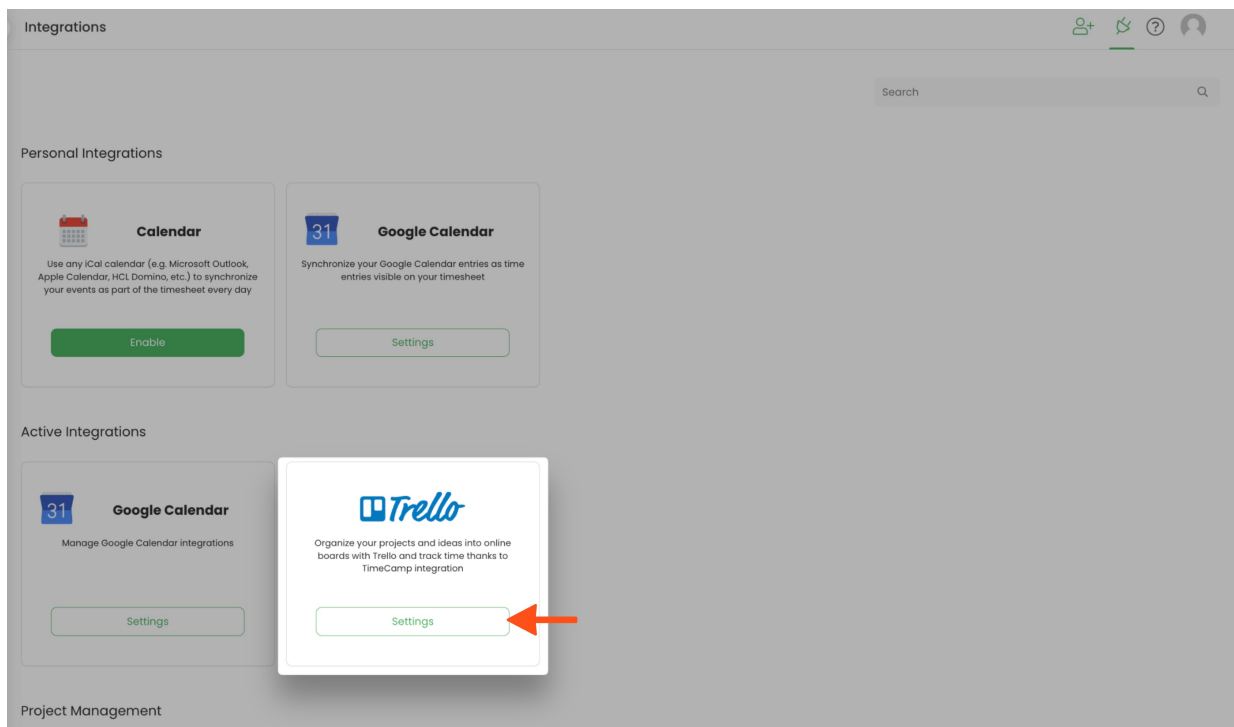 Integrations
Search
Personal Integrations
Calendar
Use any iCal calendar (e.g. Microsoft Outlook,
Apple Calendar, HCL Domino, etc.) to synchronize
your events as part of the timesheet every day
Enable
31
Google Calendar
Synchronize your Google Calendar entries as time
entries visible on your timesheet
Settings
Active Integrations
31
Google Calendar
Manage Google Calendar integrations
Settings
Trello
Organize your projects and ideas into online
boards with Trello and track time thanks to
TimeCamp integration
Settings
Project Management